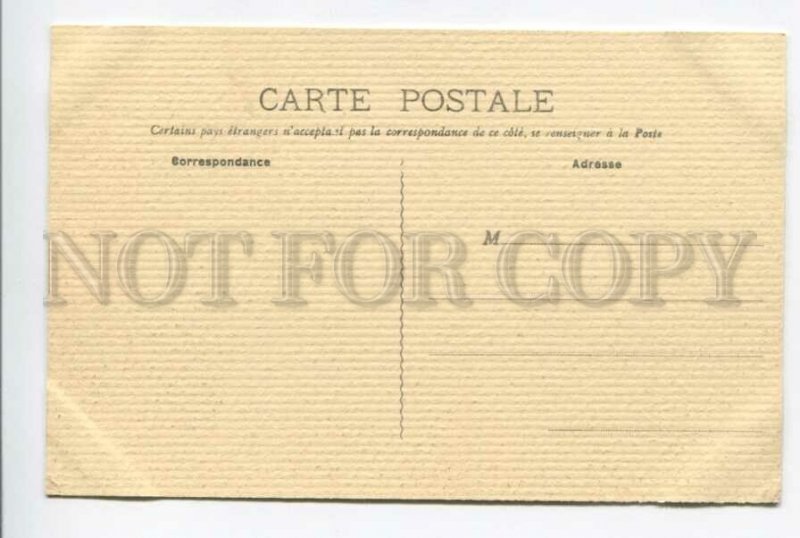 CARTE POSTALE
Certains pays étrangers n'acceptant pas la correspondance de ce côté, se renseigner à la Poste
Correspondance
Adresse
M
NOT FOR COPY